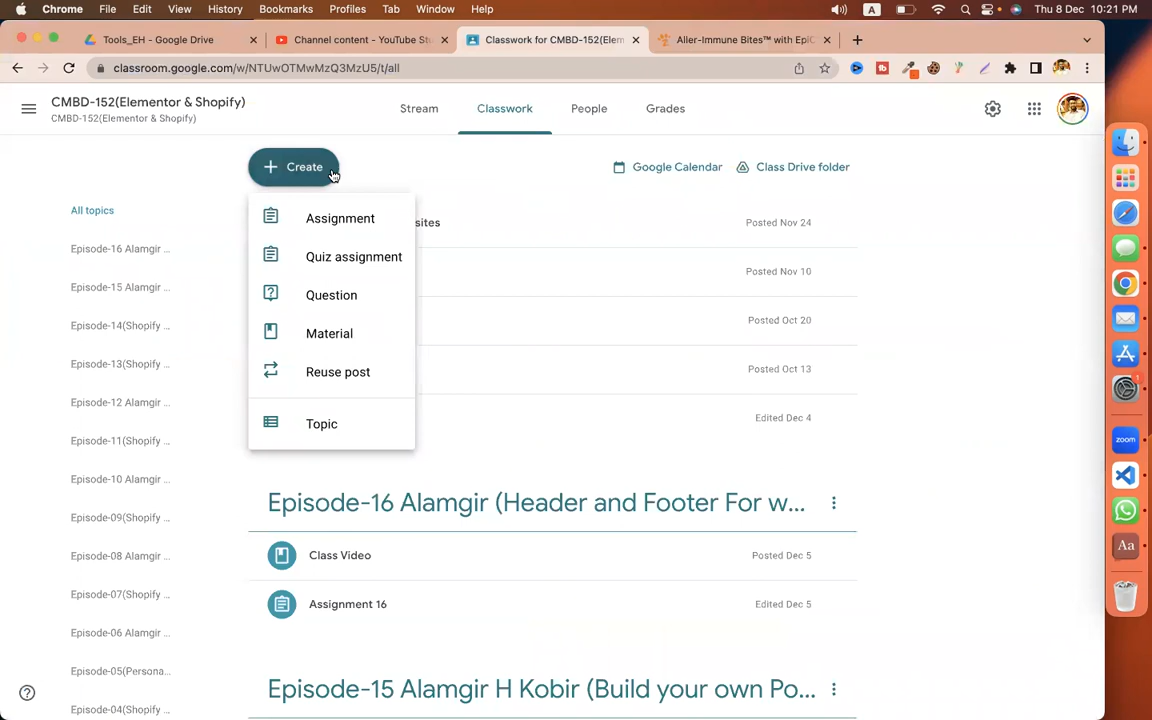 Chrome File Edit View History Bookmarks Profiles Tab Window Help A Thu 8 Dec 10:21 PM
Tools_EH - Google Drive Channel content - YouTube Stu Classwork for CMBD-152(Elem Aller-Immune Bites™ with EpiC
classroom.google.com/w/NTUwOTMwMzQ3MzU5/t/all
CMBD-152(Elementor & Shopify)
CMBD-152(Elementor & Shopify)
Stream Classwork People Grades
Create
Google Calendar Class Drive folder
All topics
Episode-16 Alamgir ...
Episode-15 Alamgir ...
Episode-14(Shopify ...
Episode-13(Shopify ...
Episode-12 Alamgir ...
Episode-11(Shopify ...
Episode-10 Alamgir ...
Episode-09(Shopify ...
Episode-08 Alamgir ...
Episode-07(Shopify ...
Episode-06 Alamgir ...
Episode-05(Persona...
Episode-04(Shopify ...
Assignment
Quiz assignment
Question
Material
Reuse post
Topic
sites Posted Nov 24
Posted Nov 10
Posted Oct 20
Posted Oct 13
Edited Dec 4
Episode-16 Alamgir (Header and Footer For w...
Class Video Posted Dec 5
Assignment 16 Edited Dec 5
Episode-15 Alamgir H Kobir (Build your own Po...
zoom
Aa
1